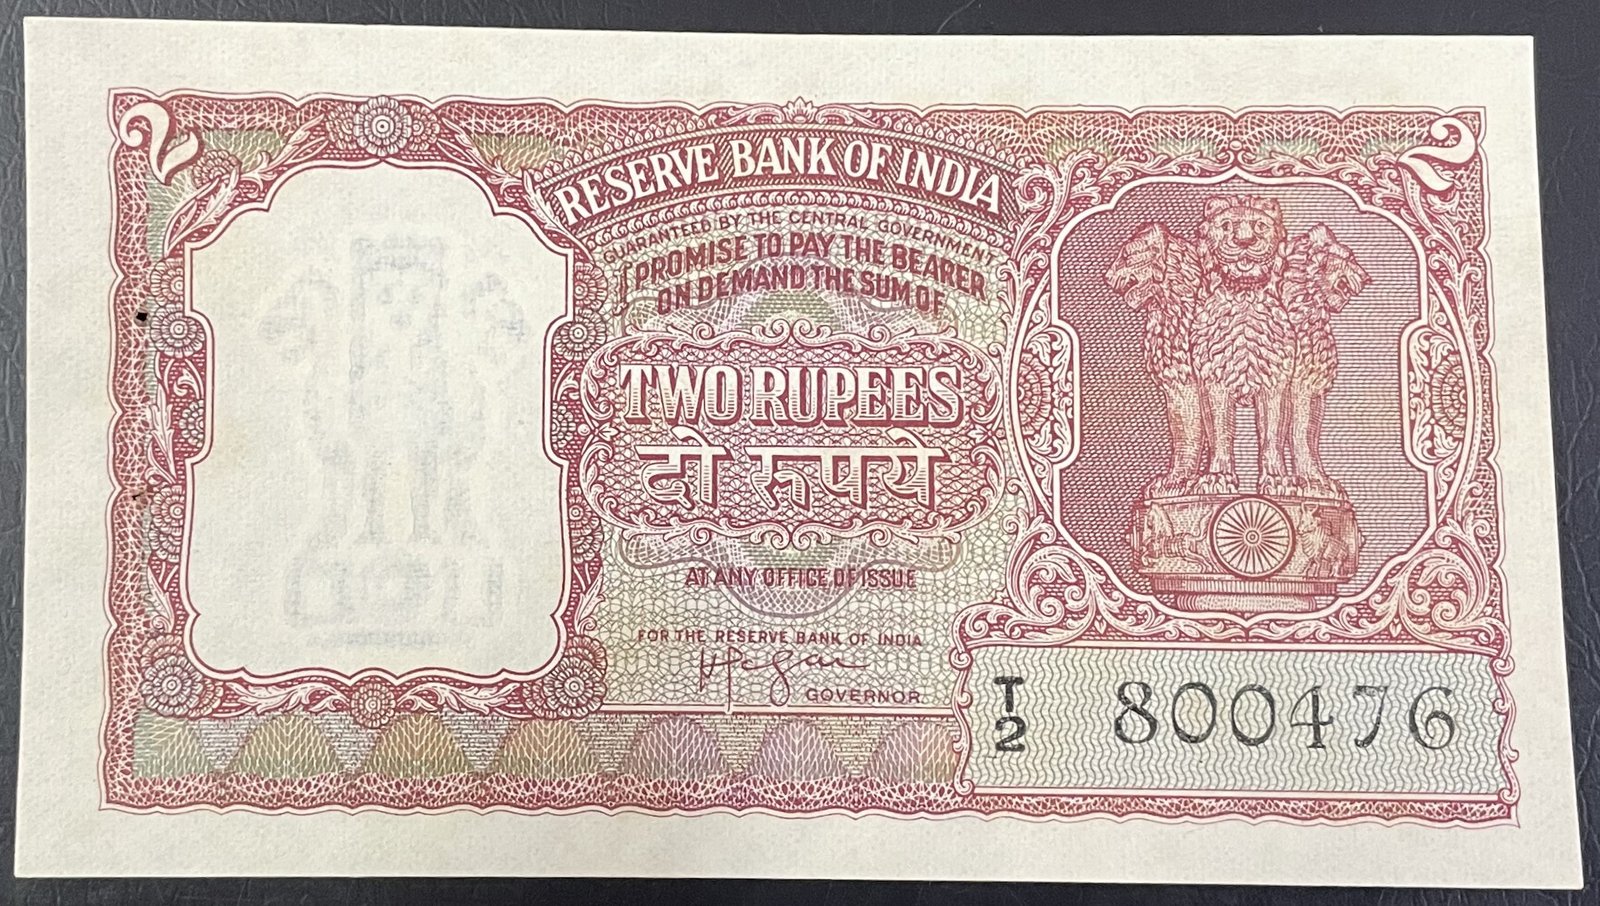 2 2
RESERVE BANK OF INDIA
GUARANTEED BY THE CENTRAL GOVERNMENT
I PROMISE TO PAY THE BEARER
ON DEMAND THE SUM OF
TWO RUPEES
दो रूपये
AT ANY OFFICE OF ISSUE
FOR THE RESERVE BANK OF INDIA
GOVERNOR
T
2 800476